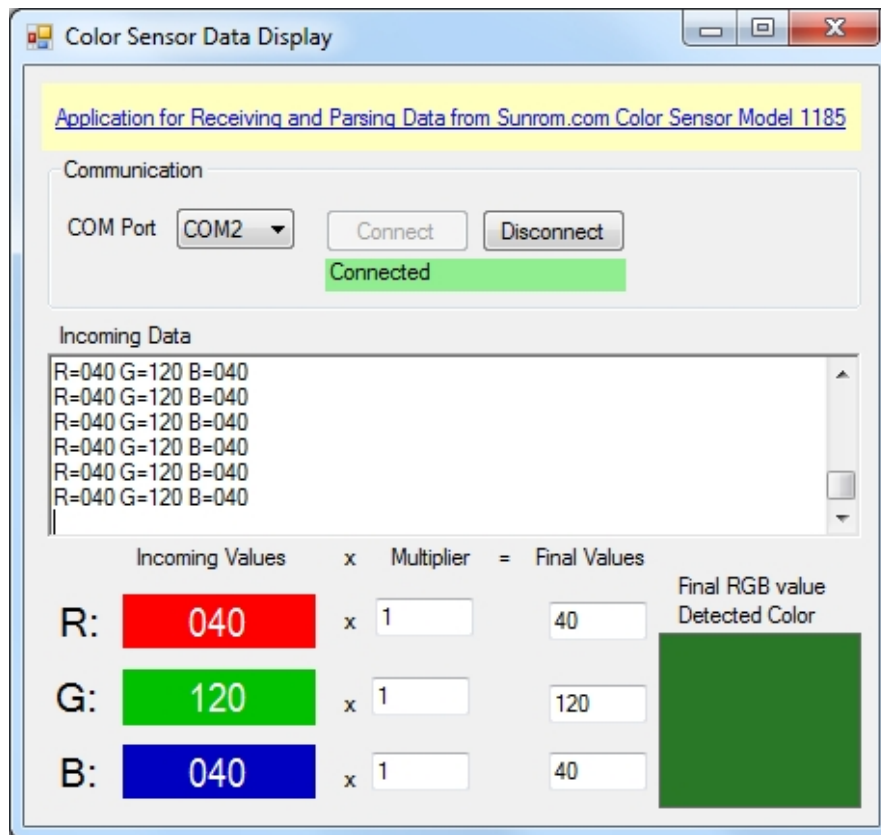 Color Sensor Data Display
Application for Receiving and Parsing Data from Sunrom.com Color Sensor Model 1185
Communication
COM Port COM2 Connect Disconnect
Connected
Incoming Data
R=040 G=120 B=040
R=040 G=120 B=040
R=040 G=120 B=040
R=040 G=120 B=040
R=040 G=120 B=040
R=040 G=120 B=040
Incoming Values x Multiplier = Final Values
Final RGB value
Detected Color
R: 040 x 1 40
G: 120 x 1 120
B: 040 x 1 40